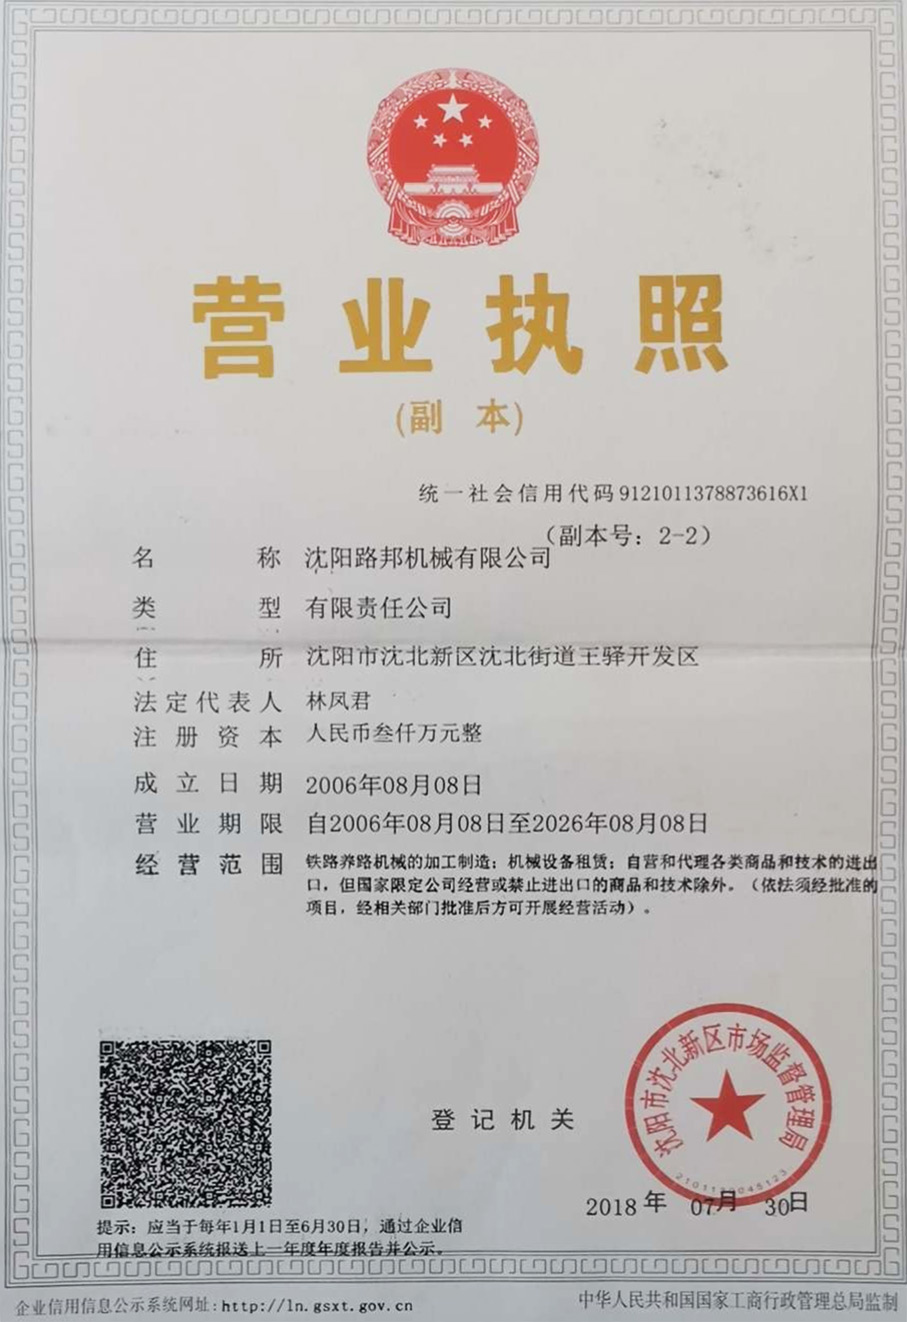 营业执照
(副 本)
统一社会信用代码9121011378873616X1
（副本号：2-2）
名称 沈阳路邦机械有限公司
类型 有限责任公司
住所 沈阳市沈北新区沈北街道王驿开发区
法定代表人 林凤君
注册资本 人民币叁仟万元整
成立日期 2006年08月08日
营业期限 自2006年08月08日至2026年08月08日
经营范围 铁路养路机械的加工制造；机械设备租赁；自营和代理各类商品和技术的进出
口，但国家限定公司经营或禁止进出口的商品和技术除外。（依法须经批准的
项目，经相关部门批准后方可开展经营活动）。
沈阳市沈北新区市场监督管理局
登记机关
2018年 07月 30日
提示：应当于每年1月1日至6月30日，通过企业信
用信息公示系统报送上一年度年度报告并公示。
企业信用信息公示系统网址:http://ln.gsxt.gov.cn
中华人民共和国国家工商行政管理总局监制